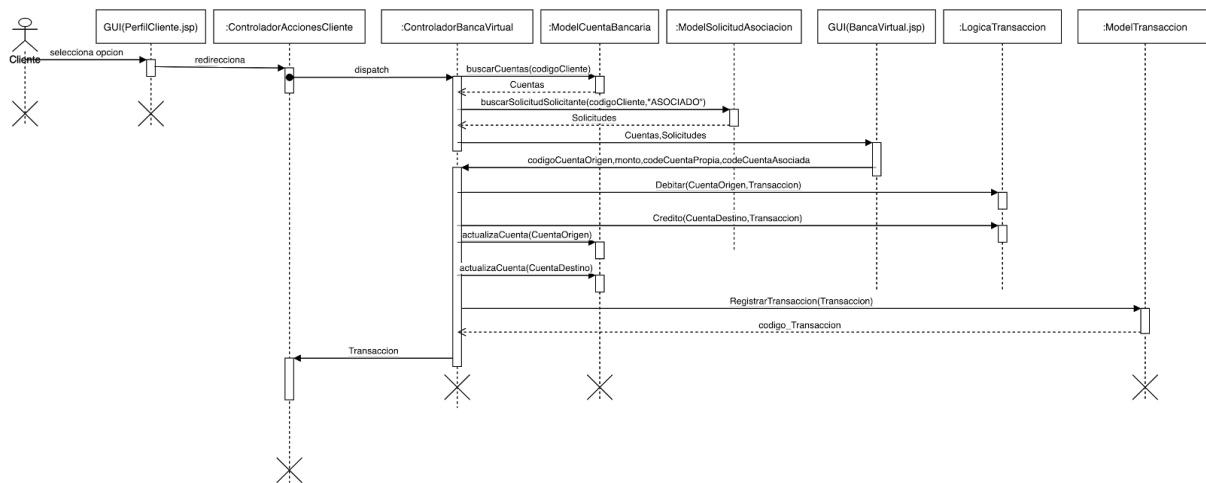 GUI(PerfilCliente.jsp)
:ControladorAccionesCliente
:ControladorBancaVirtual
:ModelCuentaBancaria
:ModelSolicitudAsociacion
GUI(BancaVirtual.jsp)
:LogicaTransaccion
:ModelTransaccion
Cliente
selecciona opcion
redirecciona
dispatch
buscarCuentas(codigoCliente)
Cuentas
buscarSolicitudSolicitante(codigoCliente,"ASOCIADO")
Solicitudes
Cuentas,Solicitudes
codigoCuentaOrigen,monto,codeCuentaPropia,codeCuentaAsociada
Debitar(CuentaOrigen,Transaccion)
Credito(CuentaDestino,Transaccion)
actualizaCuenta(CuentaOrigen)
actualizaCuenta(CuentaDestino)
RegistrarTransaccion(Transaccion)
codigo_Transaccion
Transaccion